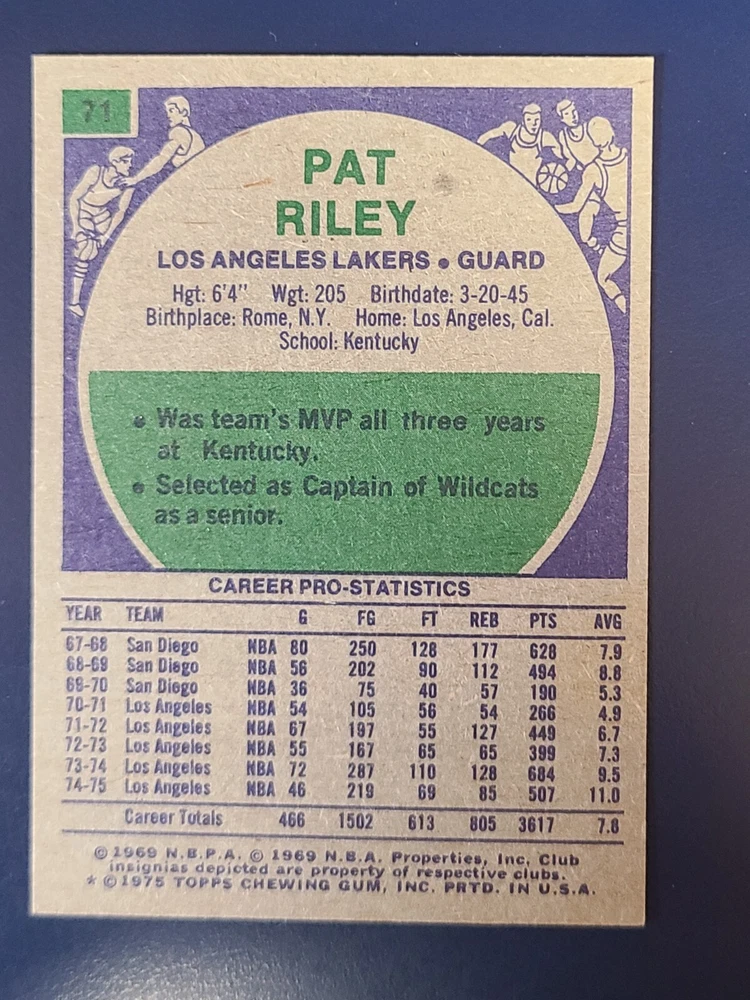 71
PAT
RILEY
LOS ANGELES LAKERS • GUARD
Hgt: 6'4" Wgt: 205 Birthdate: 3-20-45
Birthplace: Rome, N.Y. Home: Los Angeles, Cal.
School: Kentucky
• Was team's MVP all three years
at Kentucky.
• Selected as Captain of Wildcats
as a senior.
CAREER PRO-STATISTICS
YEAR TEAM G FG FT REB PTS AVG
67-68 San Diego NBA 80 250 128 177 628 7.9
68-69 San Diego NBA 56 202 90 112 494 8.8
69-70 San Diego NBA 36 75 40 57 190 5.3
70-71 Los Angeles NBA 54 105 56 54 266 4.9
71-72 Los Angeles NBA 67 197 55 127 449 6.7
72-73 Los Angeles NBA 55 167 65 65 399 7.3
73-74 Los Angeles NBA 72 287 110 128 684 9.5
74-75 Los Angeles NBA 46 219 69 85 507 11.0
Career Totals 466 1502 613 805 3617 7.8
© 1969 N.B.P.A. © 1969 N.B.A. Properties, Inc. Club
insignias depicted are property of respective clubs.
* © 1975 TOPPS CHEWING GUM, INC. PRTD. IN U.S.A.